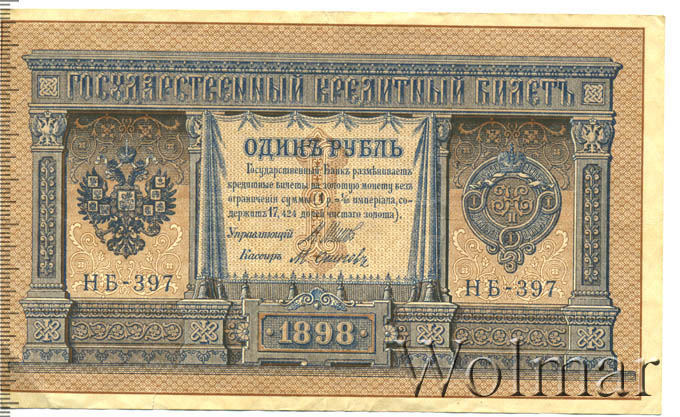 ГОСУДАРСТВЕННЫЙ КРЕДИТНЫЙ БИЛЕТЪ
ОДИНЪ РУБЛЬ
Государственный Банкъ размѣниваетъ
кредитные билеты на золотую монету безъ
ограниченія суммы (1 р. = 1/15 имперіала, со-
держитъ 17,424 долей чистаго золота).
Управляющій
Кассиръ
НБ-397
НБ-397
1898
Wolmar